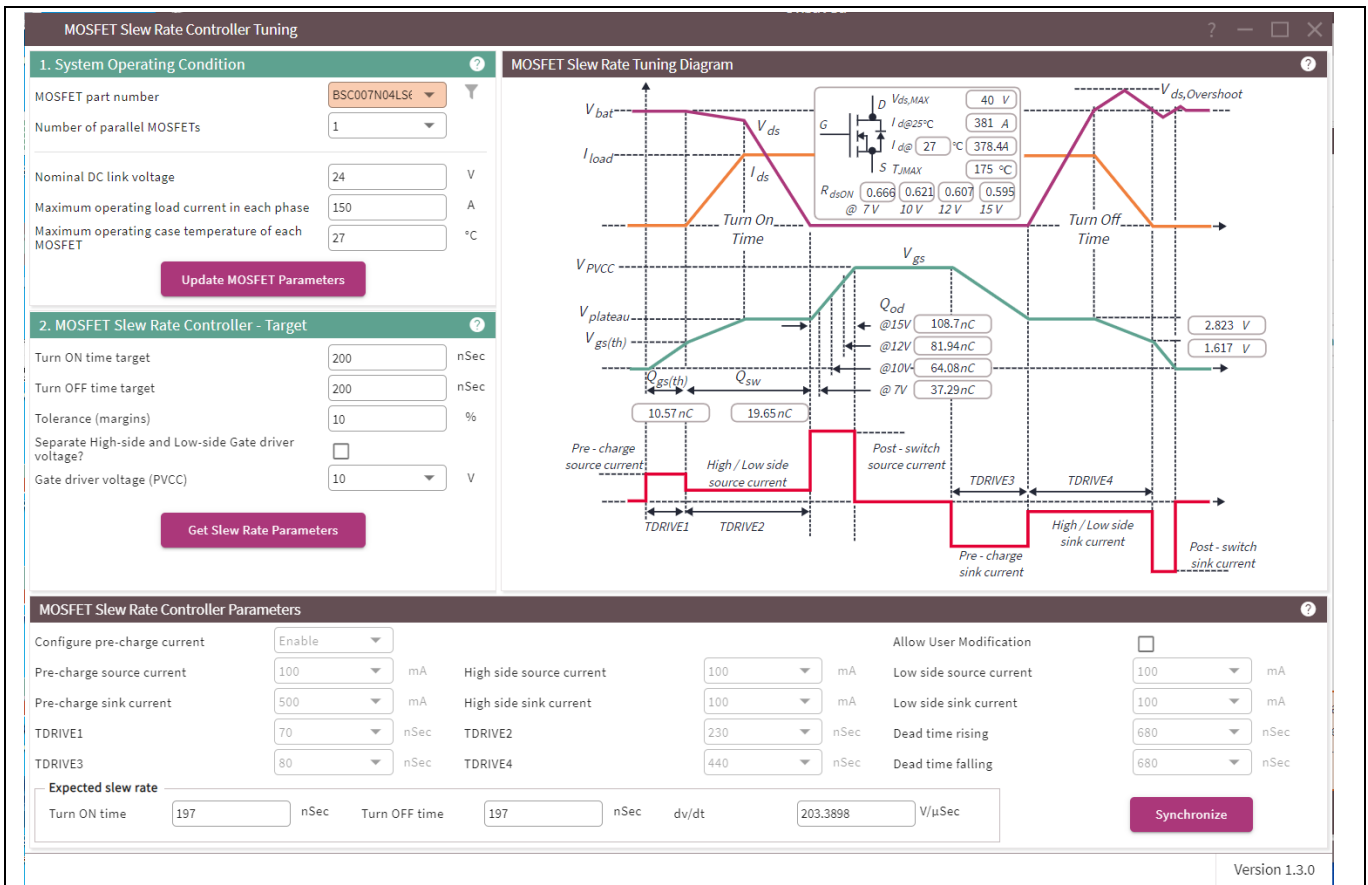 MOSFET Slew Rate Controller Tuning
? — □ ✕
1. System Operating Condition ?
MOSFET part number BSC007N04LS6
Number of parallel MOSFETs 1
Nominal DC link voltage 24 V
Maximum operating load current in each phase 150 A
Maximum operating case temperature of each
MOSFET 27 °C
Update MOSFET Parameters
2. MOSFET Slew Rate Controller - Target ?
Turn ON time target 200 nSec
Turn OFF time target 200 nSec
Tolerance (margins) 10 %
Separate High-side and Low-side Gate driver
voltage?
Gate driver voltage (PVCC) 10 V
Get Slew Rate Parameters
MOSFET Slew Rate Tuning Diagram ?
V bat
V ds
I load
I ds
Turn On
Time
G
D
S
Vds,MAX 40 V
I d@25°C 381 A
I d@ 27 °C 378.44
TJMAX 175 °C
R dsON 0.666 0.621 0.607 0.595
@ 7 V 10 V 12 V 15 V
V ds,Overshoot
Turn Off
Time
V PVCC
V gs
V plateau
V gs(th)
Q od
@15V 108.7 nC
@12V 81.94 nC
@10V 64.08 nC
@ 7V 37.29 nC
2.823 V
1.617 V
Q gs(th)
Q sw
10.57 nC
19.65 nC
Pre - charge
source current
High / Low side
source current
Post - switch
source current
TDRIVE1
TDRIVE2
TDRIVE3
TDRIVE4
Pre - charge
sink current
High / Low side
sink current
Post - switch
sink current
MOSFET Slew Rate Controller Parameters ?
Configure pre-charge current Enable Allow User Modification
Pre-charge source current 100 mA High side source current 100 mA Low side source current 100 mA
Pre-charge sink current 500 mA High side sink current 100 mA Low side sink current 100 mA
TDRIVE1 70 nSec TDRIVE2 230 nSec Dead time rising 680 nSec
TDRIVE3 80 nSec TDRIVE4 440 nSec Dead time falling 680 nSec
Expected slew rate
Turn ON time 197 nSec Turn OFF time 197 nSec dv/dt 203.3898 V/µSec
Synchronize
Version 1.3.0